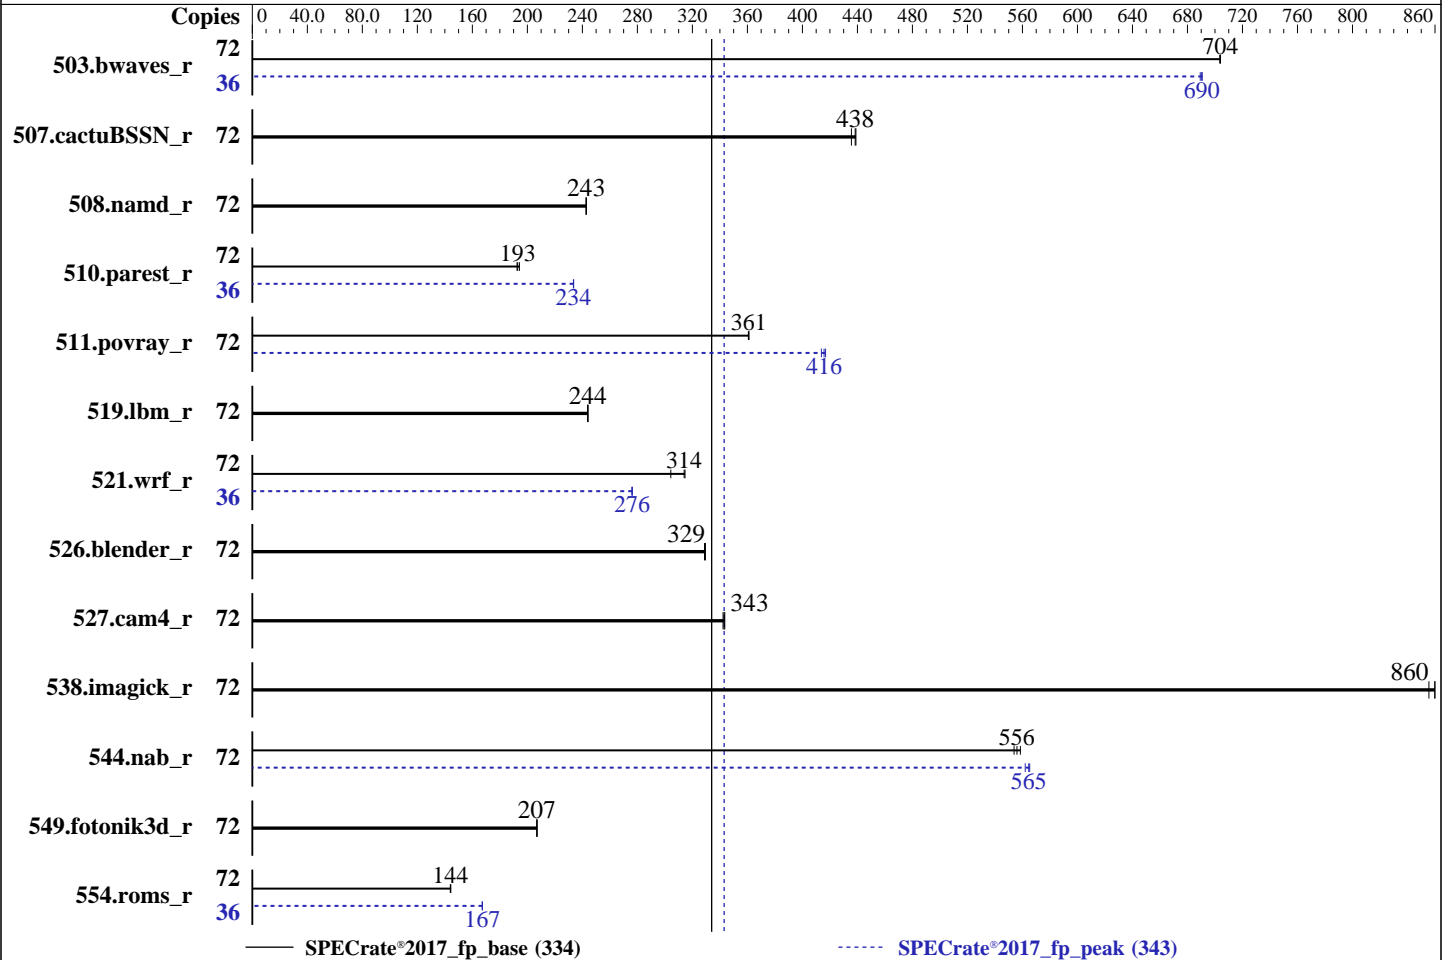 Copies 0 40.0 80.0 120 160 200 240 280 320 360 400 440 480 520 560 600 640 680 720 760 800 860
503.bwaves_r 72 704
36 690
507.cactuBSSN_r 72 438
508.namd_r 72 243
510.parest_r 72 193
36 234
511.povray_r 72 361
416
519.lbm_r 72 244
521.wrf_r 72 314
36 276
526.blender_r 72 329
527.cam4_r 72 343
538.imagick_r 72 860
544.nab_r 72 556
565
549.fotonik3d_r 72 207
554.roms_r 72 144
36 167
SPECrate®2017_fp_base (334) SPECrate®2017_fp_peak (343)